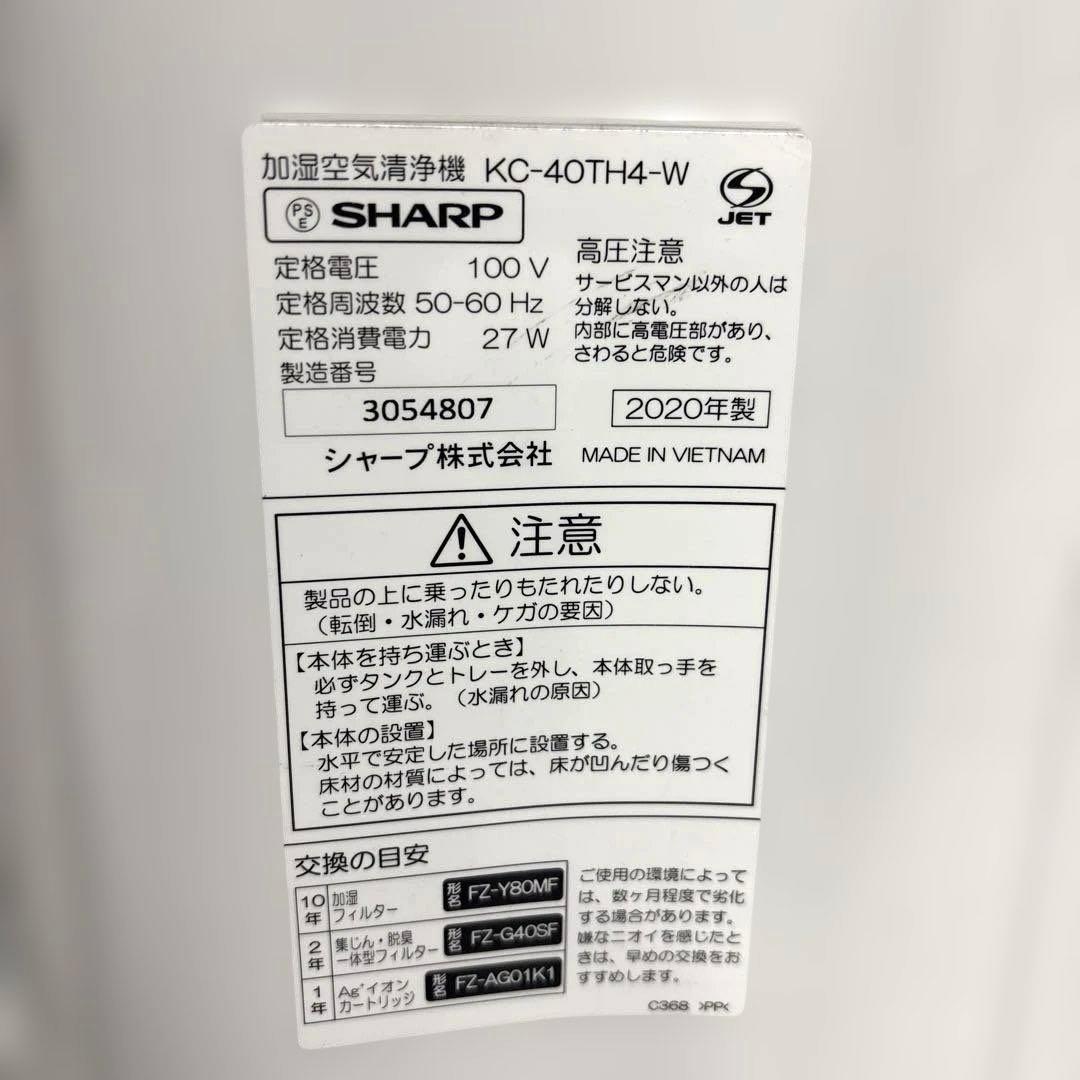 加湿空気清浄機 KC-40TH4-W
PSE SHARP
JET
定格電圧 100 V
定格周波数 50-60 Hz
定格消費電力 27 W
製造番号
3054807
シャープ株式会社
高圧注意
サービスマン以外の人は
分解しない。
内部に高電圧部があり、
さわると危険です。
2020年製
MADE IN VIETNAM
注意
製品の上に乗ったりもたれたりしない。
（転倒・水漏れ・ケガの要因）
【本体を持ち運ぶとき】
必ずタンクとトレーを外し、本体取っ手を
持って運ぶ。（水漏れの原因）
【本体の設置】
水平で安定した場所に設置する。
床材の材質によっては、床が凹んだり傷つく
ことがあります。
交換の目安
10年 加湿フィルター 形名 FZ-Y80MF
2年 集じん・脱臭一体型フィルター 形名 FZ-G40SF
1年 Ag⁺イオンカートリッジ 形名 FZ-AG01K1
ご使用の環境によって
は、数ヶ月程度で劣化
する場合があります。
嫌なニオイを感じたと
きは、早めの交換をお
すすめします。
C368 >PP<